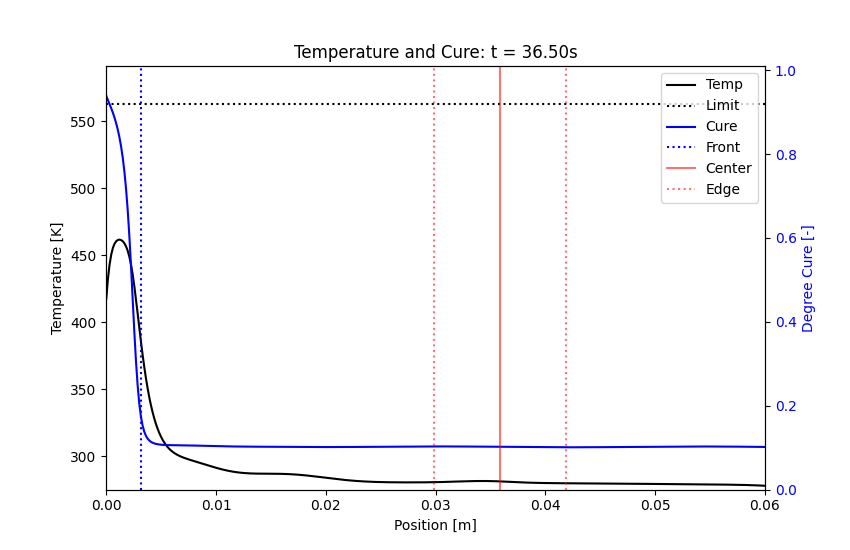 Temperature and Cure: t = 36.50s
Temp
Limit
Cure
Front
Center
Edge
Temperature [K]
550
500
450
400
350
300
1.0
0.8
0.6
0.4
0.2
0.0
Degree Cure [-]
0.00
0.01
0.02
0.03
0.04
0.05
0.06
Position [m]